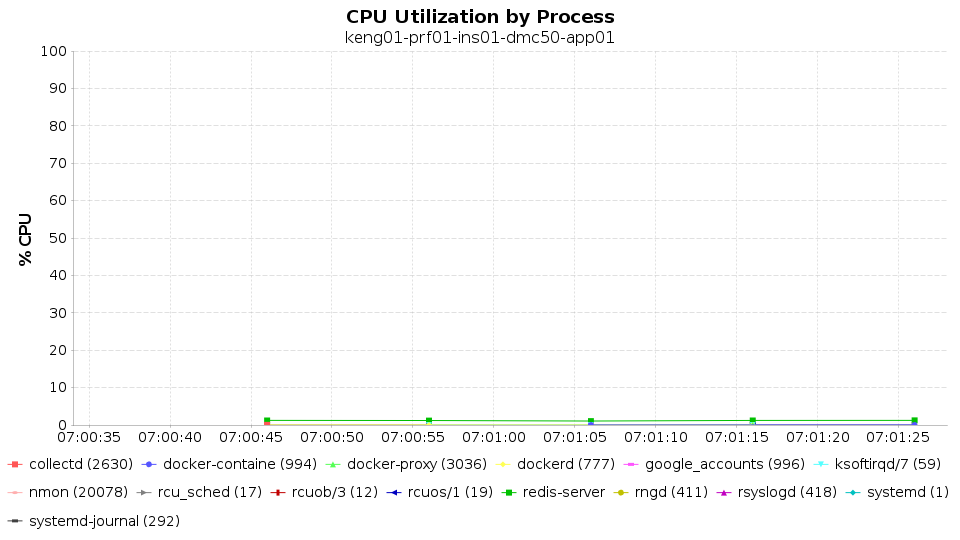 CPU Utilization by Process
keng01-prf01-ins01-dmc50-app01
% CPU
100
90
80
70
60
50
40
30
20
10
0
07:00:35 07:00:40 07:00:45 07:00:50 07:00:55 07:01:00 07:01:05 07:01:10 07:01:15 07:01:20 07:01:25
collectd (2630) docker-containe (994) docker-proxy (3036) dockerd (777) google_accounts (996) ksoftirqd/7 (59)
nmon (20078) rcu_sched (17) rcuob/3 (12) rcuos/1 (19) redis-server rngd (411) rsyslogd (418) systemd (1)
systemd-journal (292)